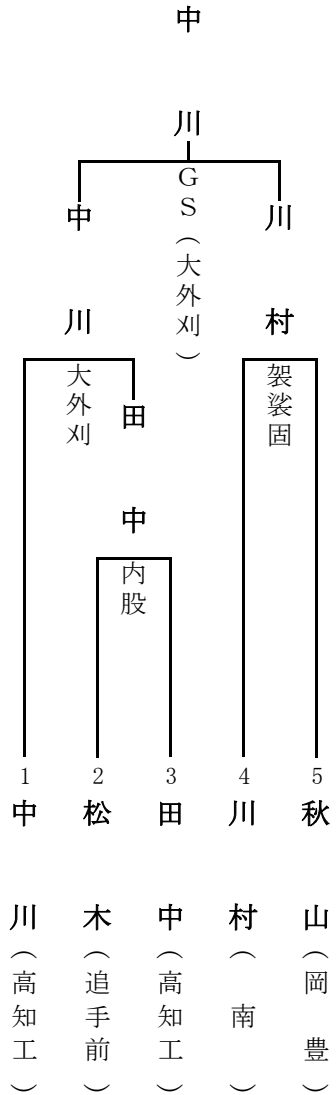 中川
GS（大外刈）
中川
川村
大外刈
袈裟固
田中
内股
1
2
3
4
5
中川（高知工）
松木（追手前）
田中（高知工）
川村（南）
秋山（岡豊）